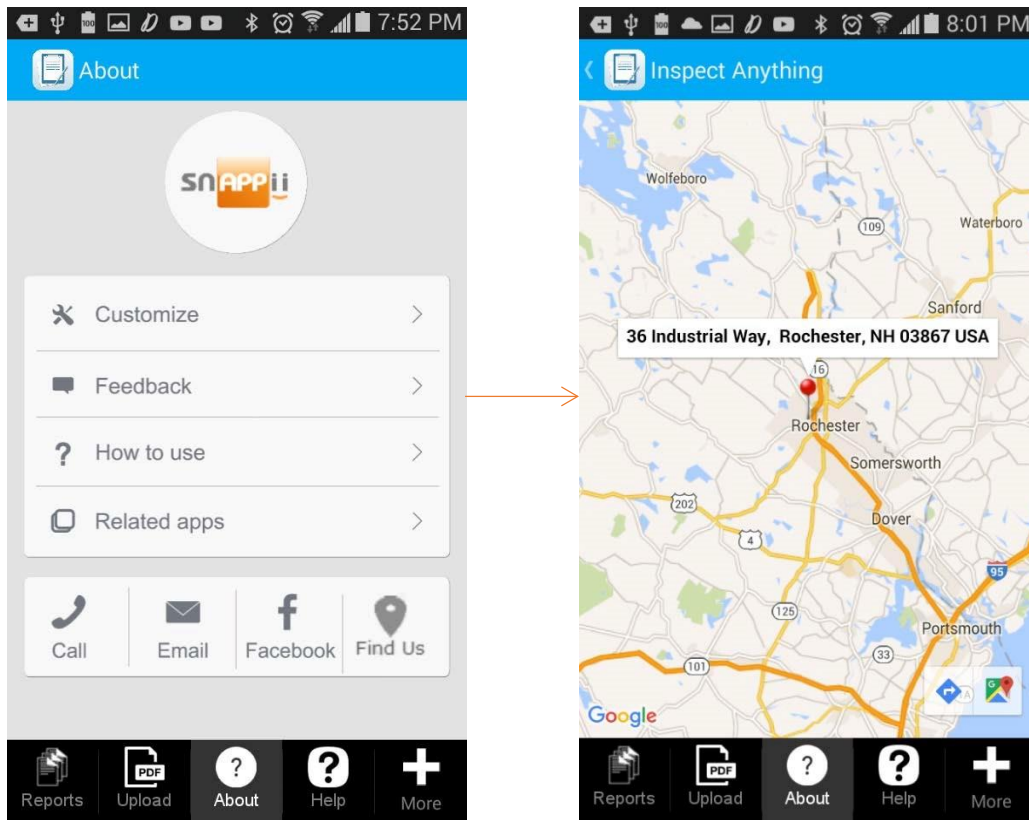 7:52 PM
About
snAPPii
Customize
Feedback
How to use
Related apps
Call
Email
Facebook
Find Us
Reports
PDF
Upload
About
Help
More
8:01 PM
Inspect Anything
Wolfeboro
109
Waterboro
Sanford
36 Industrial Way, Rochester, NH 03867 USA
16
Rochester
Somersworth
202
Dover
4
95
125
Portsmouth
33
101
Google
Reports
PDF
Upload
About
Help
More